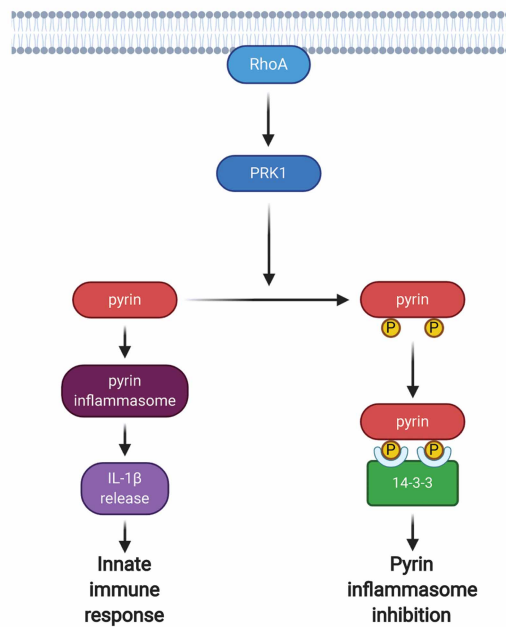 RhoA
PRK1
pyrin
pyrin
P P
pyrin
inflammasome
pyrin
P P
IL-1β
release
14-3-3
Innate
immune
response
Pyrin
inflammasome
inhibition